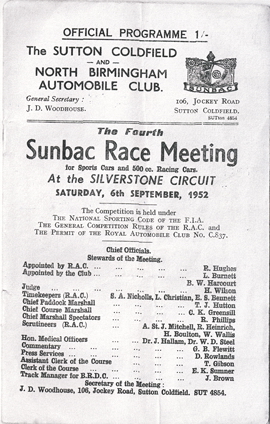 OFFICIAL PROGRAMME 1/-
The SUTTON COLDFIELD
— AND —
NORTH BIRMINGHAM
AUTOMOBILE CLUB.
SUNBAC
General Secretary :
J. D. WOODHOUSE.
106, JOCKEY ROAD
SUTTON COLDFIELD.
SUTton 4854
The Fourth
Sunbac Race Meeting
for Sports Cars and 500 cc. Racing Cars.
At the SILVERSTONE CIRCUIT
SATURDAY, 6th SEPTEMBER, 1952
The Competition is held under
THE NATIONAL SPORTING CODE OF THE F.I.A.
THE GENERAL COMPETITION RULES OF THE R.A.C. AND
THE PERMIT OF THE ROYAL AUTOMOBILE CLUB No. C.837.
Chief Officials.
Stewards of the Meeting.
Appointed by R.A.C. ... R. Hughes
Appointed by the Club ... L. Burnett
B. W. Harcourt
Judge ... H. Wilson
Timekeepers (R.A.C.) ... S. A. Nicholls, L. Christian, E. S. Bennett
Chief Paddock Marshal ... T. J. Hutton
Chief Course Marshal ... C. K. Greensill
Chief Marshal Spectators ... R. Phillips
Scrutineers (R.A.C.) ... A. St. J. Mitchell, R. Heinrich,
H. Boulton, W. Wallis
Hon. Medical Officers ... Dr. J. Hallam, Dr. W. D. Steel
Commentary ... G. B. Flewitt
Press Services ... D. Rowlands
Assistant Clerk of the Course ... T. Gibson
Clerk of the Course ... E. K. Sumner
Track Manager for B.R.D.C. ... J. Brown
Secretary of the Meeting :
J. D. WOODHOUSE, 106, Jockey Road, Sutton Coldfield. SUT 4854.